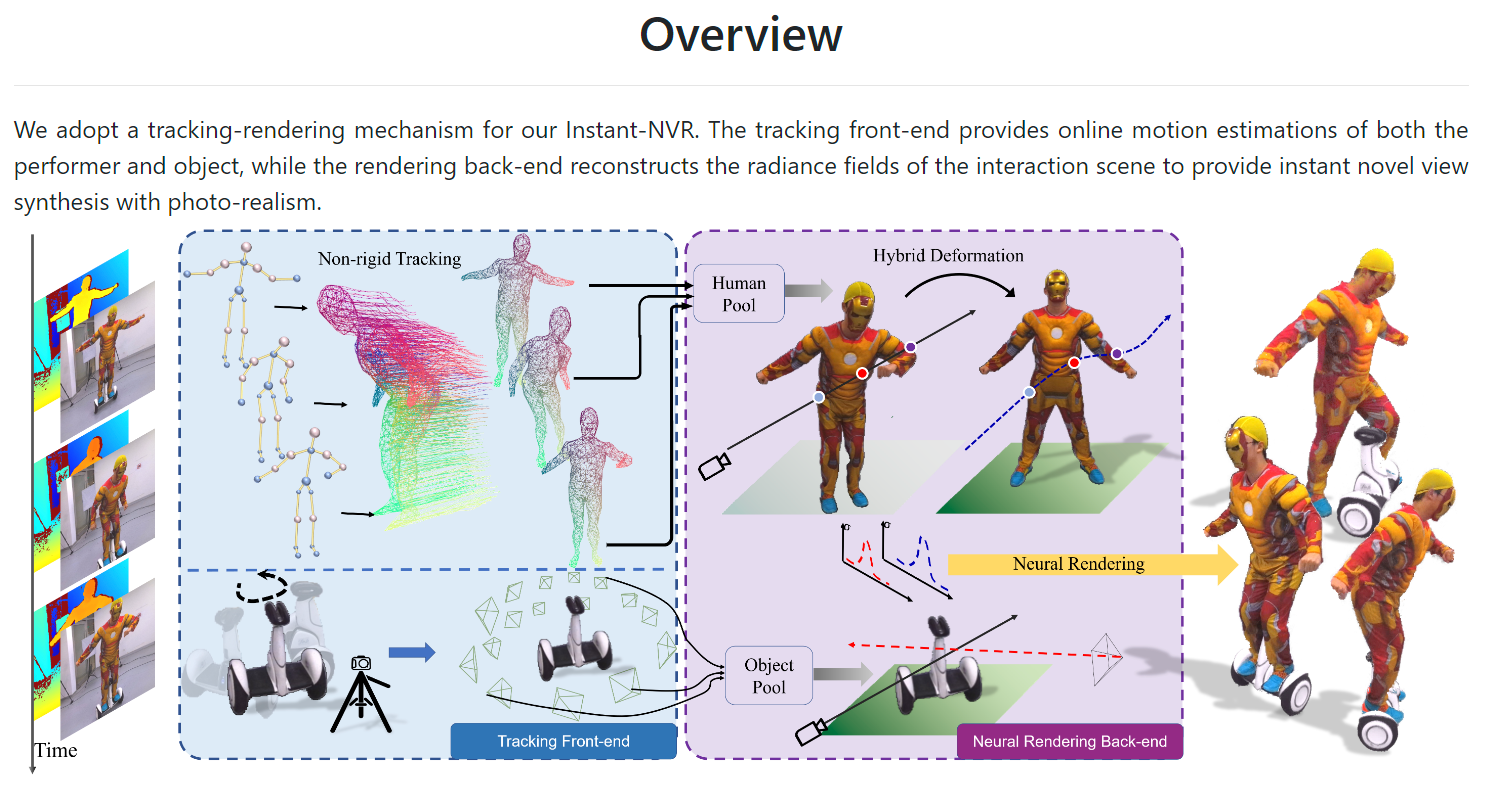 Overview
We adopt a tracking-rendering mechanism for our Instant-NVR. The tracking front-end provides online motion estimations of both the
performer and object, while the rendering back-end reconstructs the radiance fields of the interaction scene to provide instant novel view
synthesis with photo-realism.
Non-rigid Tracking
Human
Pool
Hybrid Deformation
Neural Rendering
Object
Pool
Tracking Front-end
Neural Rendering Back-end
Time